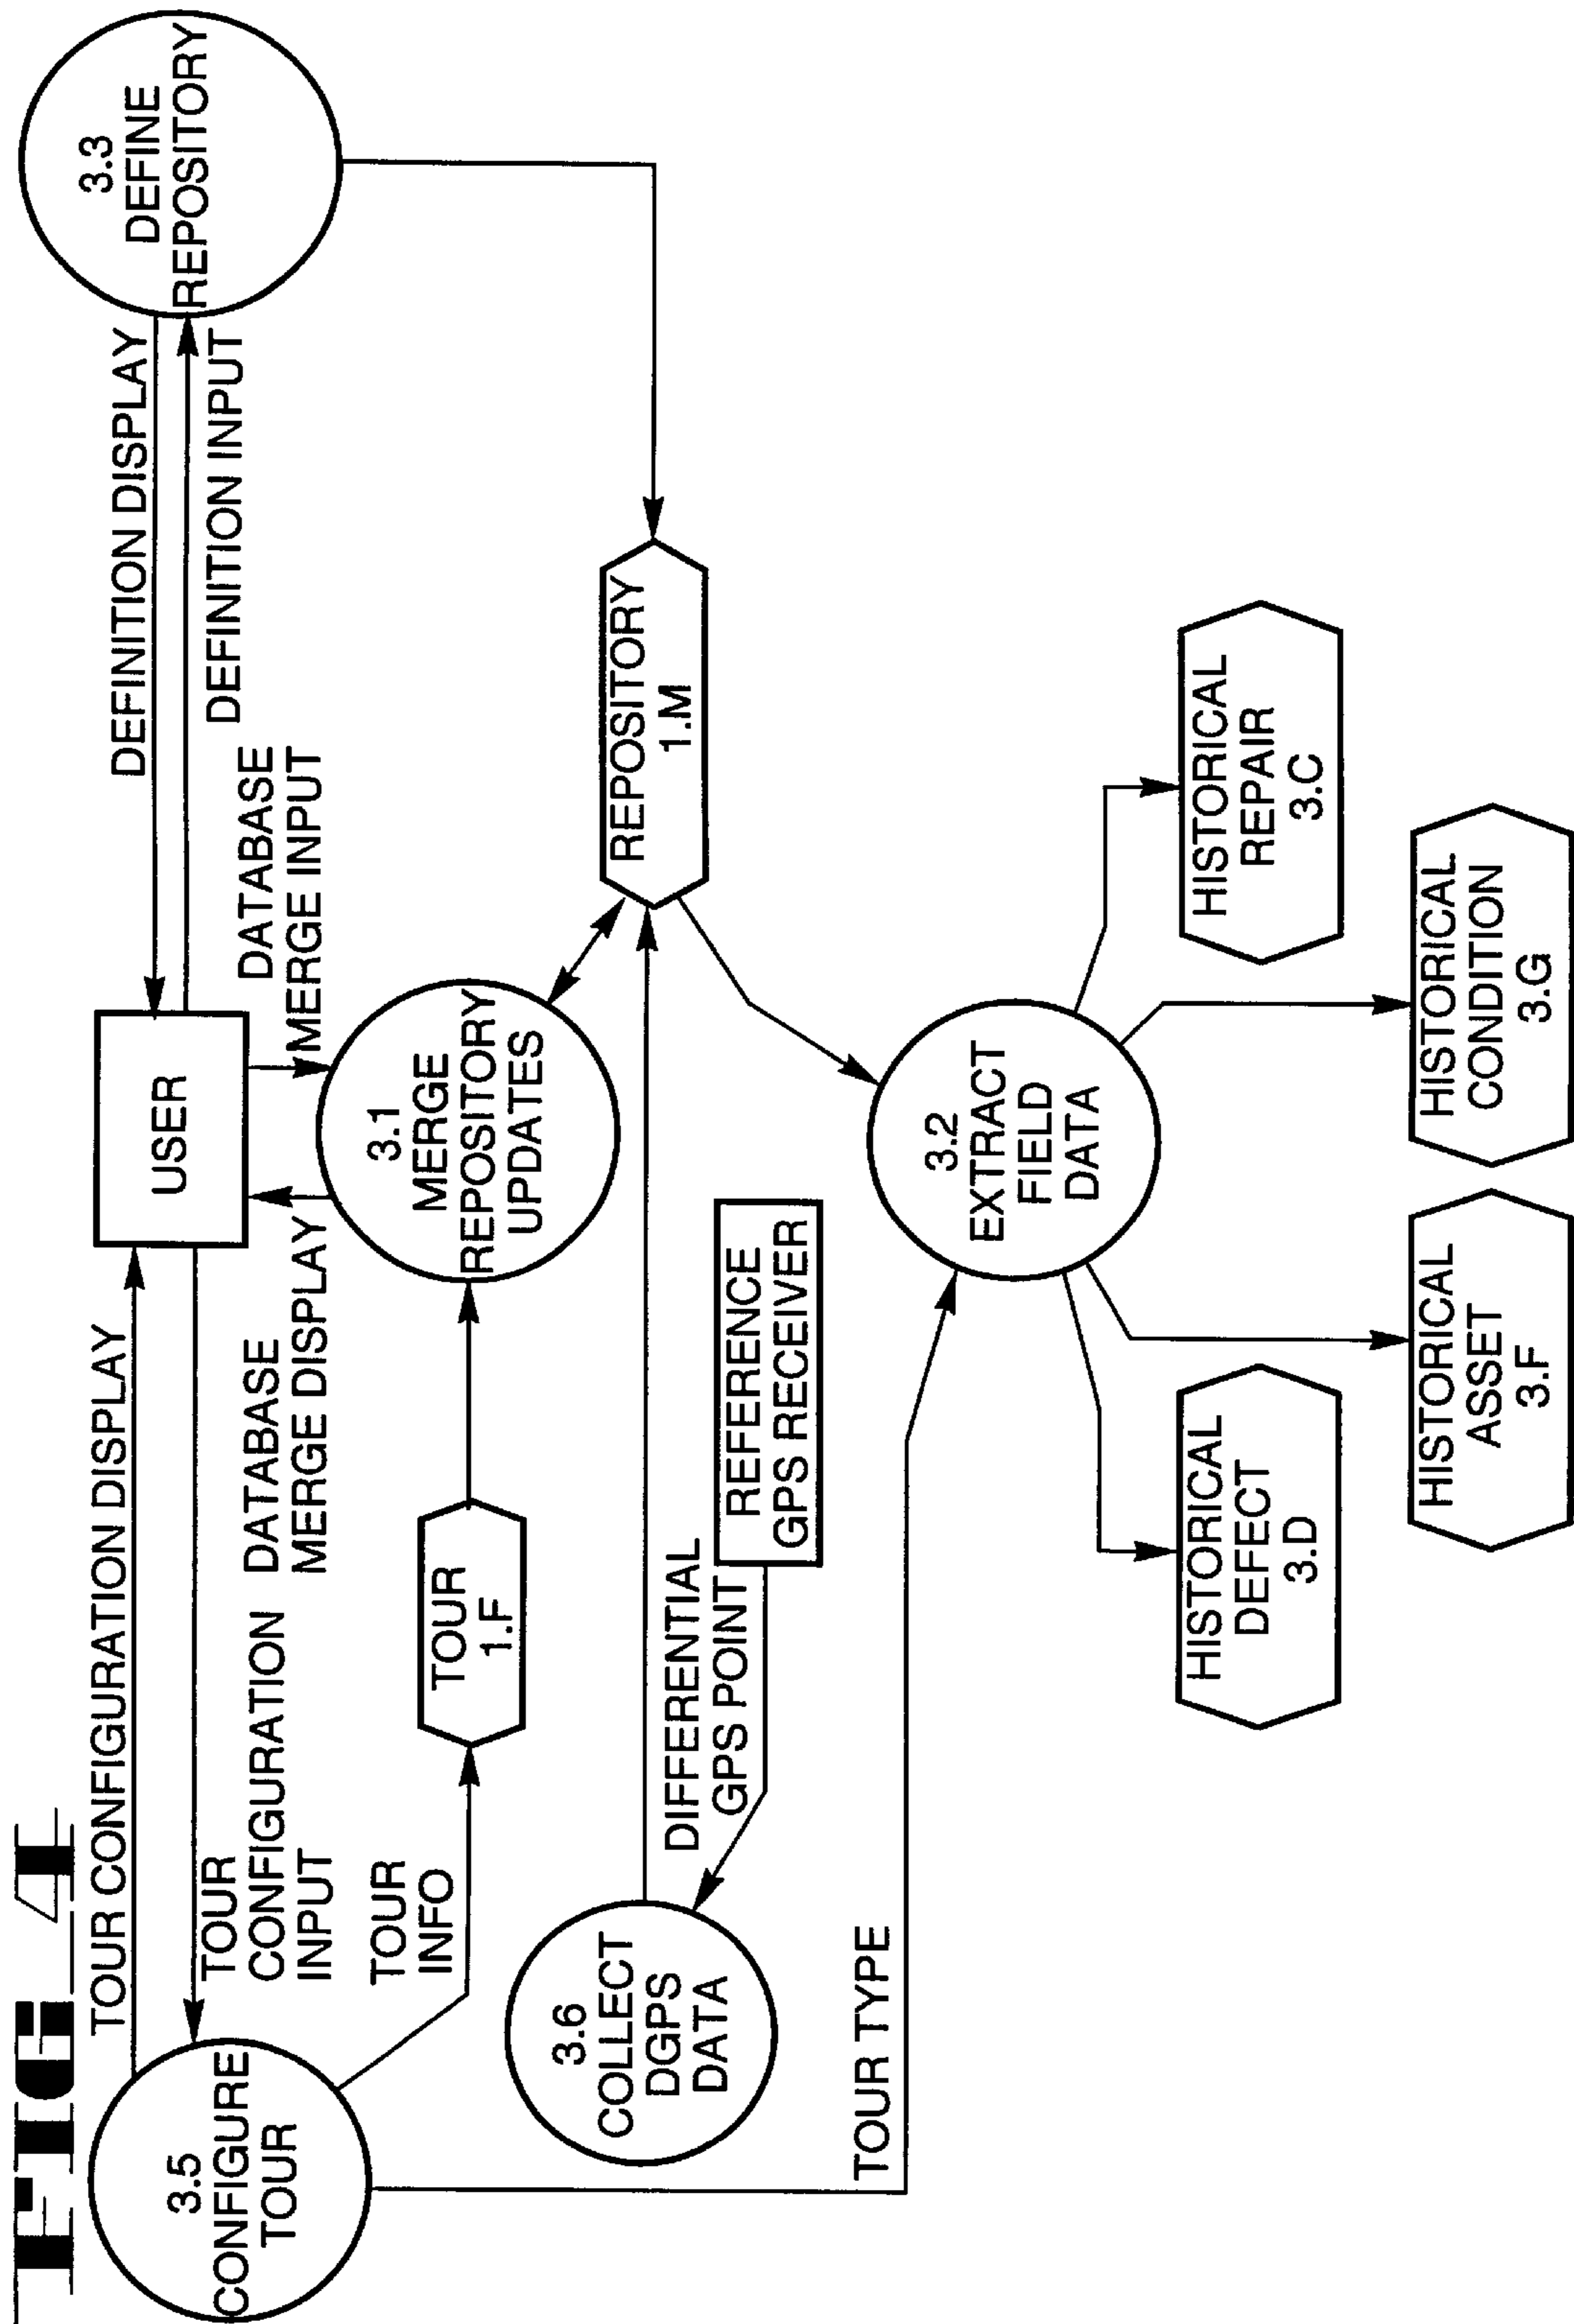 FIG 4
TOUR CONFIGURATION DISPLAY
DEFINITION DISPLAY
3.5
CONFIGURE
TOUR
TOUR
CONFIGURATION
INPUT
USER
DEFINITION INPUT
3.3
DEFINE
REPOSITORY
DATABASE
MERGE DISPLAY
DATABASE
MERGE INPUT
TOUR
INFO
TOUR
1.F
3.1
MERGE
REPOSITORY
UPDATES
REPOSITORY
1.M
3.6
COLLECT
DGPS
DATA
DIFFERENTIAL
GPS POINT
REFERENCE
GPS RECEIVER
TOUR TYPE
3.2
EXTRACT
FIELD
DATA
HISTORICAL
DEFECT
3.D
HISTORICAL
REPAIR
3.C
HISTORICAL
ASSET
3.F
HISTORICAL
CONDITION
3.G